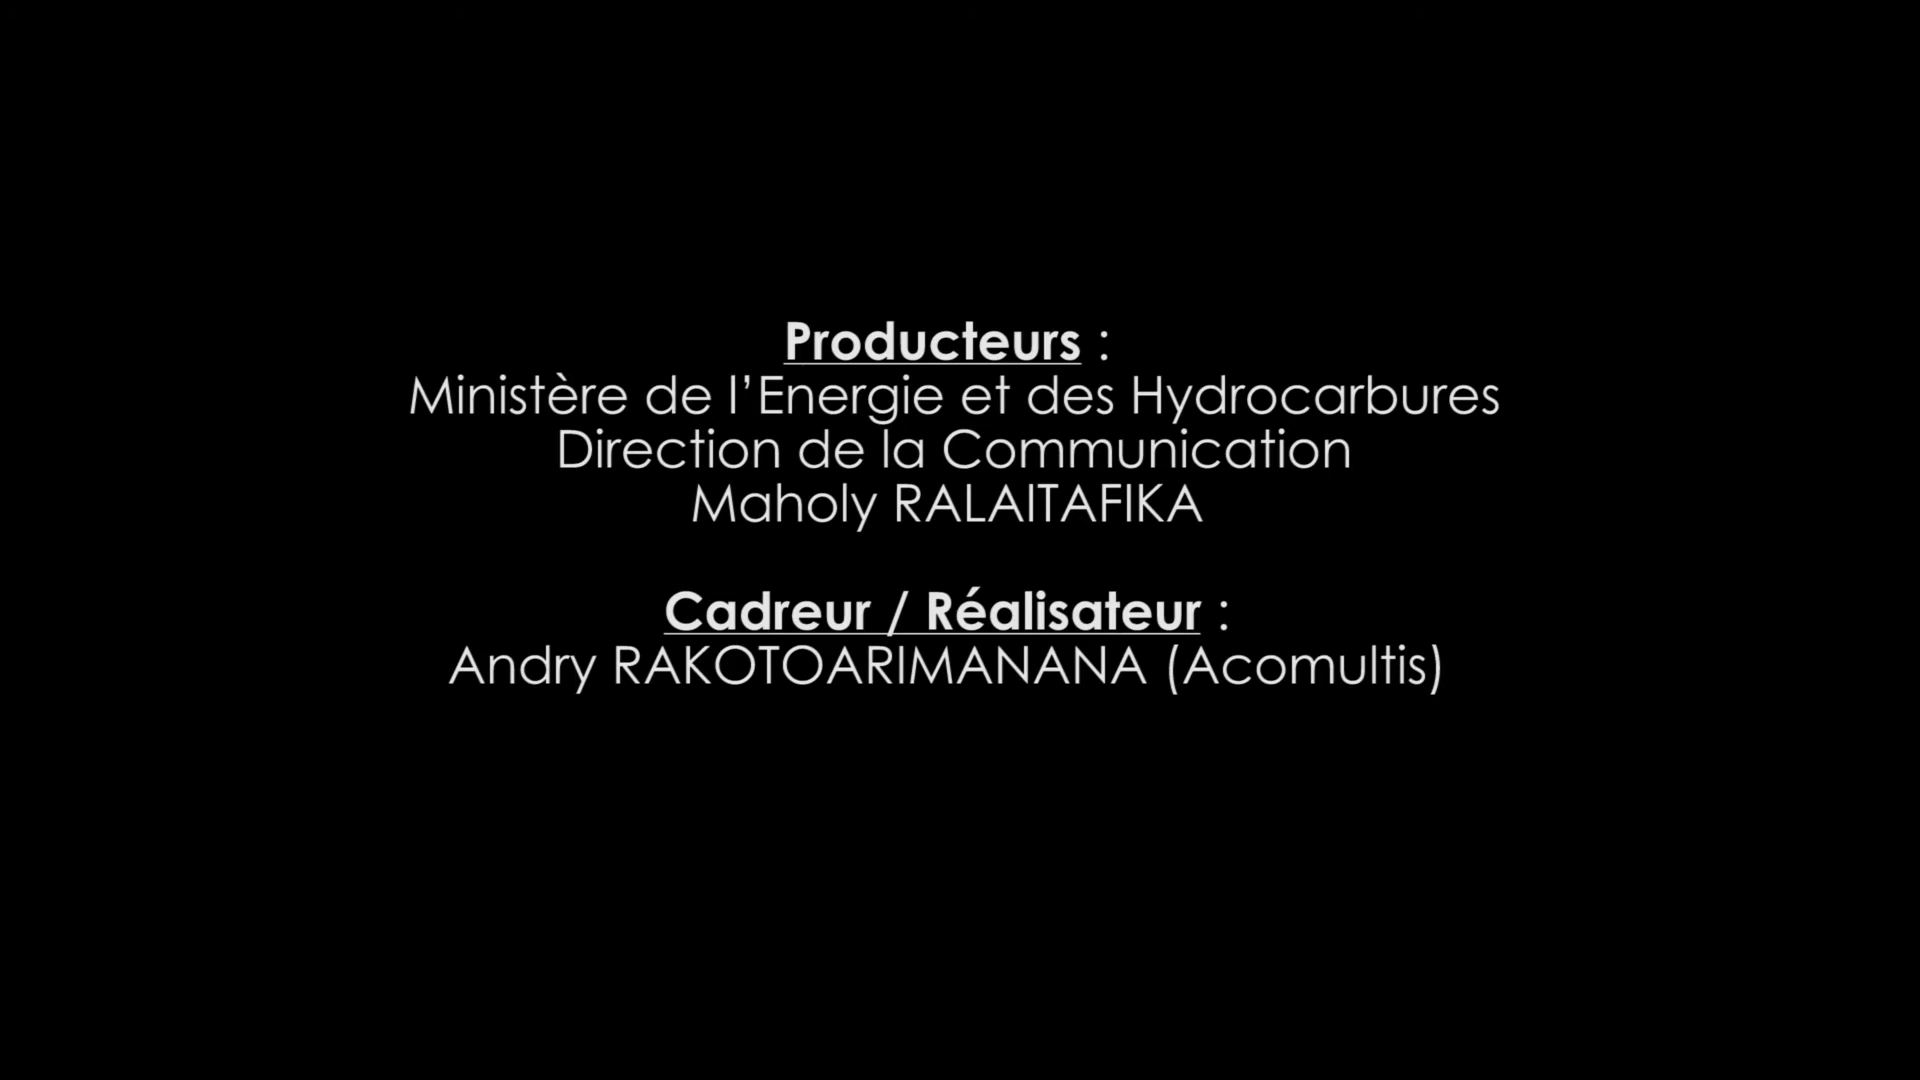 Producteurs :
Ministère de l’Energie et des Hydrocarbures
Direction de la Communication
Maholy RALAITAFIKA
Cadreur / Réalisateur :
Andry RAKOTOARIMANANA (Acomultis)